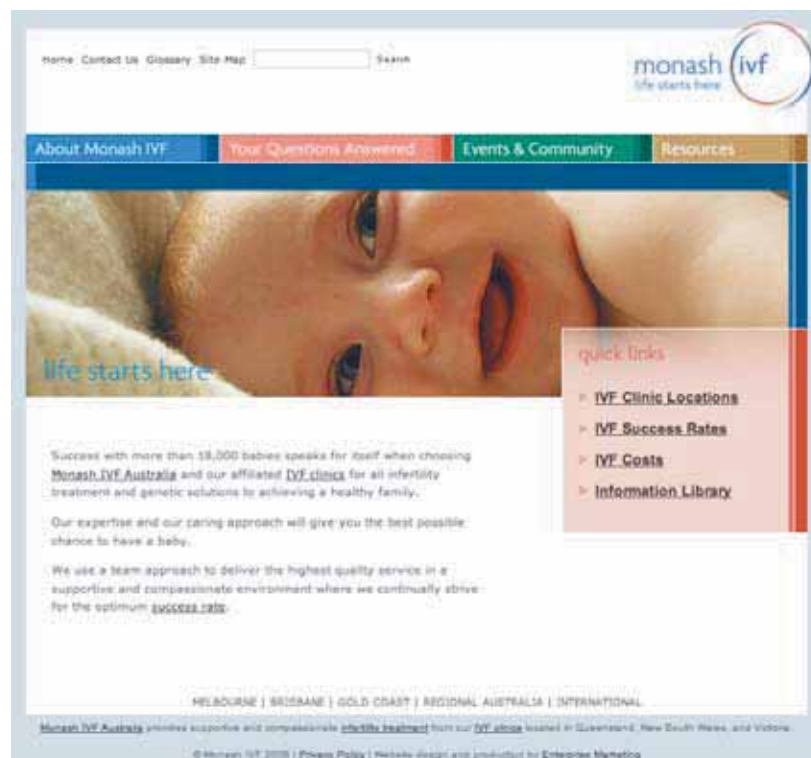 Home Contact Us Glossary Site Map Search
monash ivf
life starts here
About Monash IVF Your Questions Answered Events & Community Resources
life starts here
quick links
IVF Clinic Locations
IVF Success Rates
IVF Costs
Information Library
Success with more than 18,000 babies speaks for itself when choosing
Monash IVF Australia and our affiliated IVF clinics for all infertility
treatment and genetic solutions to achieving a healthy family.
Our expertise and our caring approach will give you the best possible
chance to have a baby.
We use a team approach to deliver the highest quality service in a
supportive and compassionate environment where we continually strive
for the optimum success rate.
MELBOURNE | BRISBANE | GOLD COAST | REGIONAL AUSTRALIA | INTERNATIONAL
Monash IVF Australia provides supportive and compassionate infertility treatment from our IVF clinics located in Queensland, New South Wales, and Victoria.
© Monash IVF 2009 | Privacy Policy | Website design and production by Enterprise Marketing